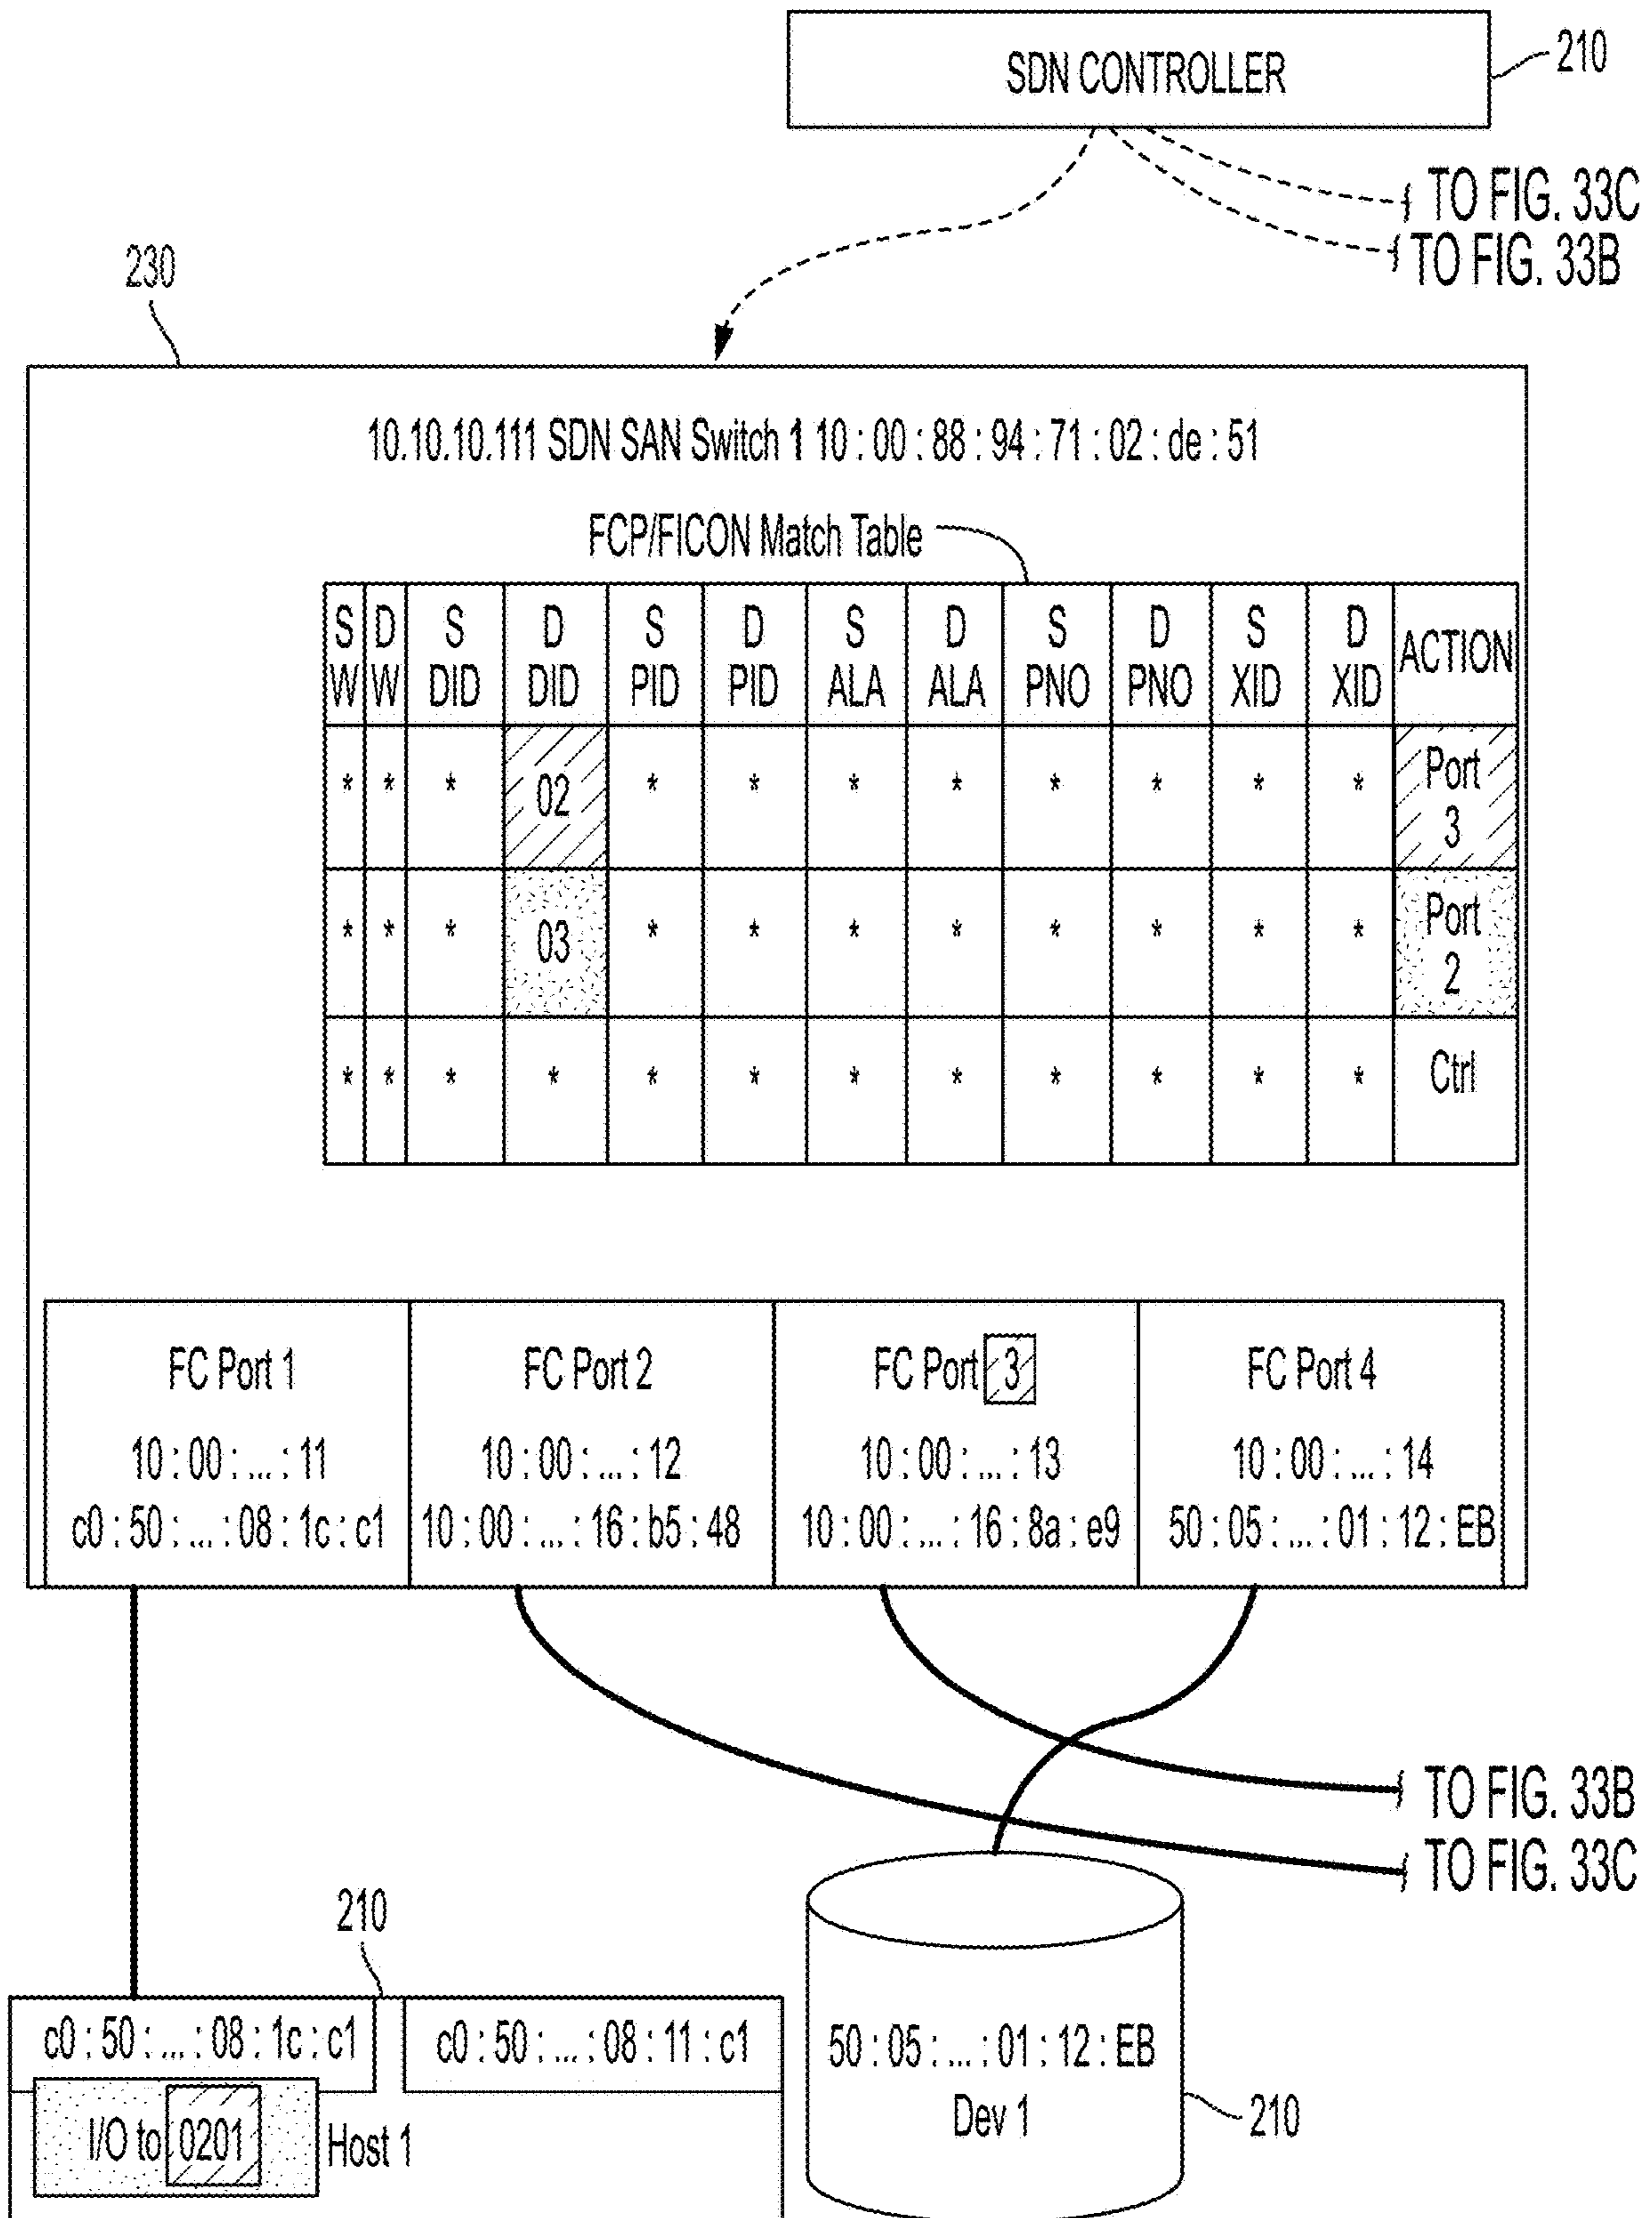 SDN CONTROLLER
210
TO FIG. 33C
TO FIG. 33B
230
10.10.10.111 SDN SAN Switch 1 10 : 00 : 88 : 94 : 71 : 02 : de : 51
FCP/FICON Match Table
S W D W S DID D DID S PID D PID S ALA D ALA S PNO D PNO S XID D XID ACTION
* * * 02 * * * * * * * * Port 3
* * * 03 * * * * * * * * Port 2
* * * * * * * * * * * * Ctrl
FC Port 1 FC Port 2 FC Port 3 FC Port 4
10 : 00 : ... : 11 10 : 00 : ... : 12 10 : 00 : ... : 13 10 : 00 : ... : 14
c0 : 50 : ... : 08 : 1c : c1 10 : 00 : ... : 16 : b5 : 48 10 : 00 : ... : 16 : 8a : e9 50 : 05 : ... : 01 : 12 : EB
TO FIG. 33B
TO FIG. 33C
210
c0 : 50 : ... : 08 : 1c : c1 c0 : 50 : ... : 08 : 11 : c1
I/O to 0201 Host 1
50 : 05 : ... : 01 : 12 : EB
Dev 1
210